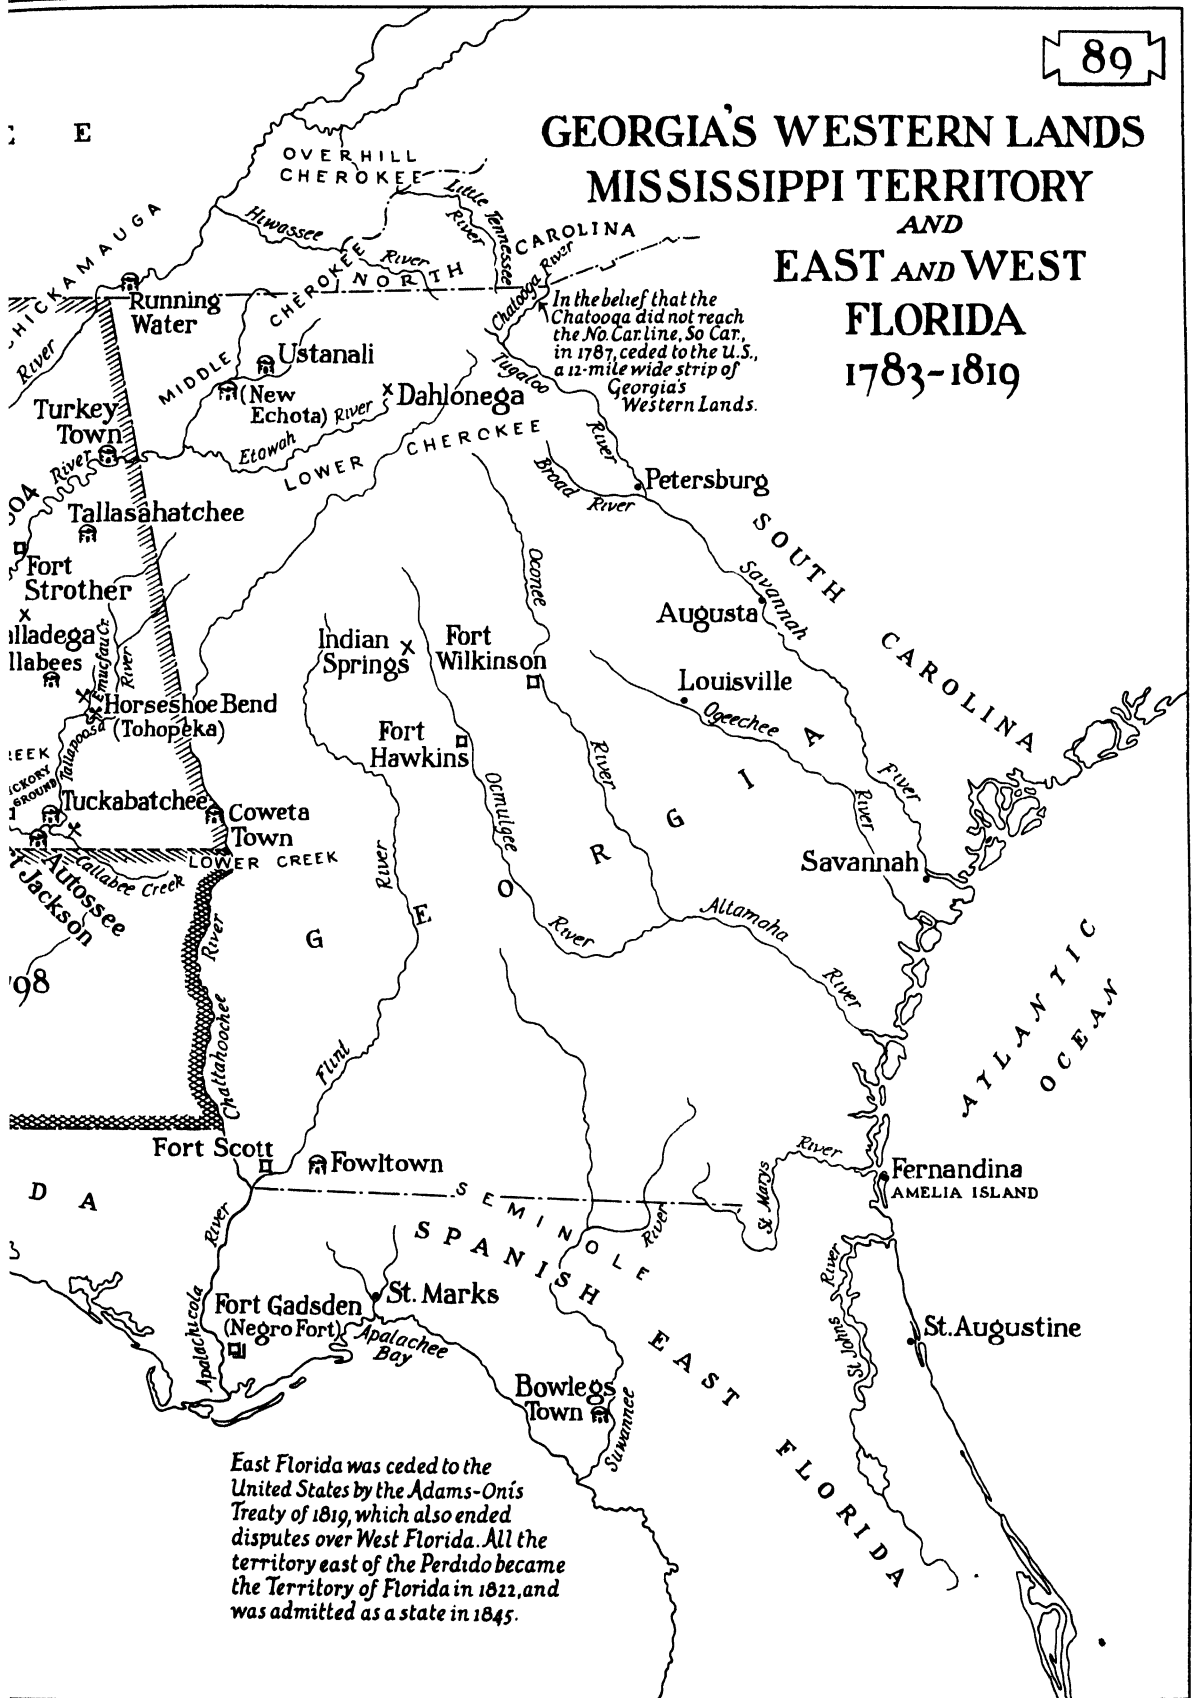 89
GEORGIA'S WESTERN LANDS
MISSISSIPPI TERRITORY
AND
EAST AND WEST
FLORIDA
1783-1819
E
OVERHILL
CHEROKEE
Little Tennessee
River
Hiwassee
River
CAROLINA
NORTH
CHEROKEE
MIDDLE
CHICKAMAUGA
River
Running
Water
Chatooga River
In the belief that the
Chatooga did not reach
the No. Car. line, So Car.,
in 1787, ceded to the U.S.,
a 12-mile wide strip of
Georgia's
Western Lands.
Ustanali
(New
Echota)
Tugaloo
River
Dahlonega
Etowah River
Turkey
Town
River
LOWER CHEROKEE
Broad
River
Petersburg
Tallasahatchee
Fort
Strother
SOUTH CAROLINA
Savannah
River
Augusta
Oconee
River
Indian
Springs
Fort
Wilkinson
Louisville
Ogeechee
River
Emucfau Cr.
River
Horseshoe Bend
(Tohopeka)
Tallapoosa
Fort
Hawkins
Ocmulgee
River
GEORGIA
Tuckabatchee
Coweta
Town
LOWER CREEK
Callabee Creek
Autossee
Jackson
Savannah
Altamaha
River
River
Chattahoochee
River
Flint
ATLANTIC
OCEAN
Fort Scott
Fowltown
River
St Marys
Fernandina
AMELIA ISLAND
DA
SEMINOLE
SPANISH
EAST FLORIDA
River
River
Apalachicola
Fort Gadsden
(Negro Fort)
St. Marks
Apalachee
Bay
River
St Johns
St. Augustine
Bowlegs
Town
Suwannee
East Florida was ceded to the
United States by the Adams-Onís
Treaty of 1819, which also ended
disputes over West Florida. All the
territory east of the Perdido became
the Territory of Florida in 1822, and
was admitted as a state in 1845.